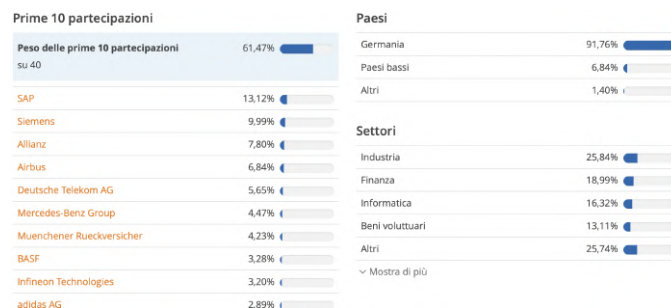 Prime 10 partecipazioni
Peso delle prime 10 partecipazioni 61,47%
su 40
SAP 13,12%
Siemens 9,99%
Allianz 7,80%
Airbus 6,84%
Deutsche Telekom AG 5,65%
Mercedes-Benz Group 4,47%
Muenchener Rueckversicher 4,23%
BASF 3,28%
Infineon Technologies 3,20%
adidas AG 2,89%
Paesi
Germania 91,76%
Paesi bassi 6,84%
Altri 1,40%
Settori
Industria 25,84%
Finanza 18,99%
Informatica 16,32%
Beni voluttuari 13,11%
Altri 25,74%
Mostra di più